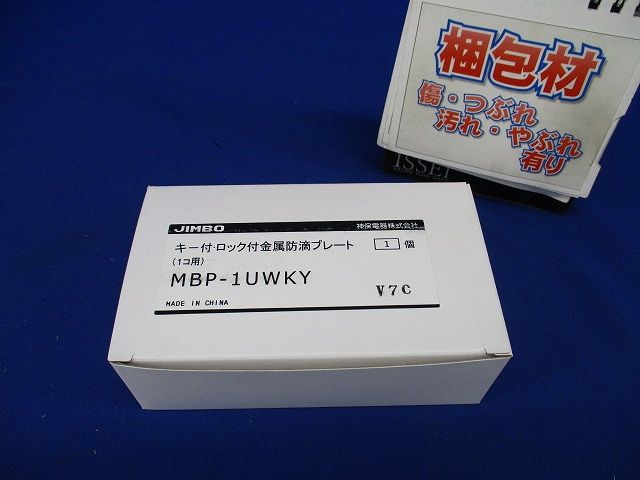 梱包材
傷・つぶれ
汚れ・やぶれ
有り
ISSEI
JIMBO 神保電器株式会社
キー付・ロック付金属防滴プレート 1 個
(1コ用)
MBP-1UWKY
V7C
MADE IN CHINA